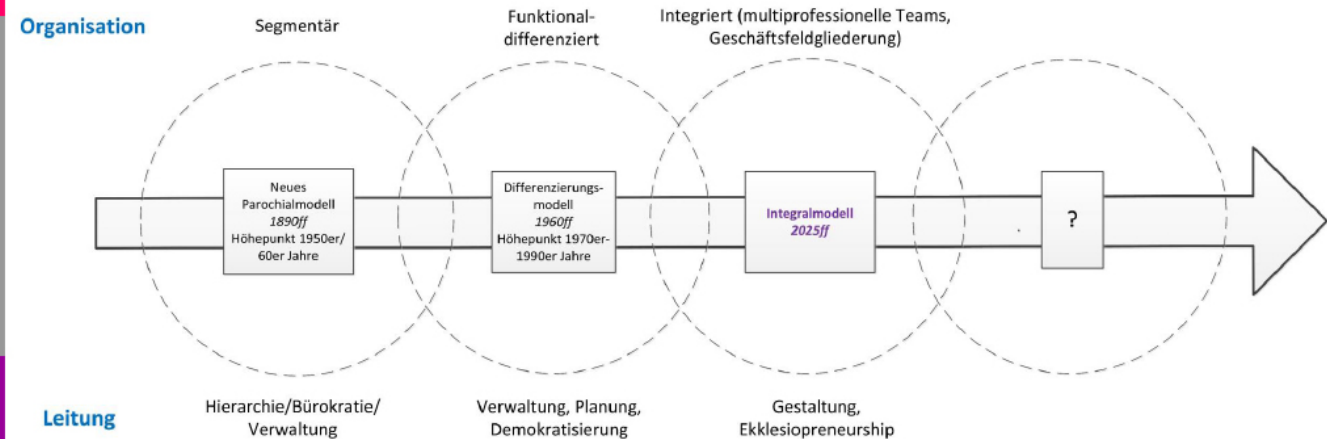 Organisation
Segmentär
Funktional-
differenziert
Integriert (multiprofessionelle Teams,
Geschäftsfeldgliederung)
Neues
Parochialmodell
1890ff
Höhepunkt 1950er/
60er Jahre
Differenzierungs-
modell
1960ff
Höhepunkt 1970er-
1990er Jahre
Integralmodell
2025ff
?
Leitung
Hierarchie/Bürokratie/
Verwaltung
Verwaltung, Planung,
Demokratisierung
Gestaltung,
Ekklesiopreneurship